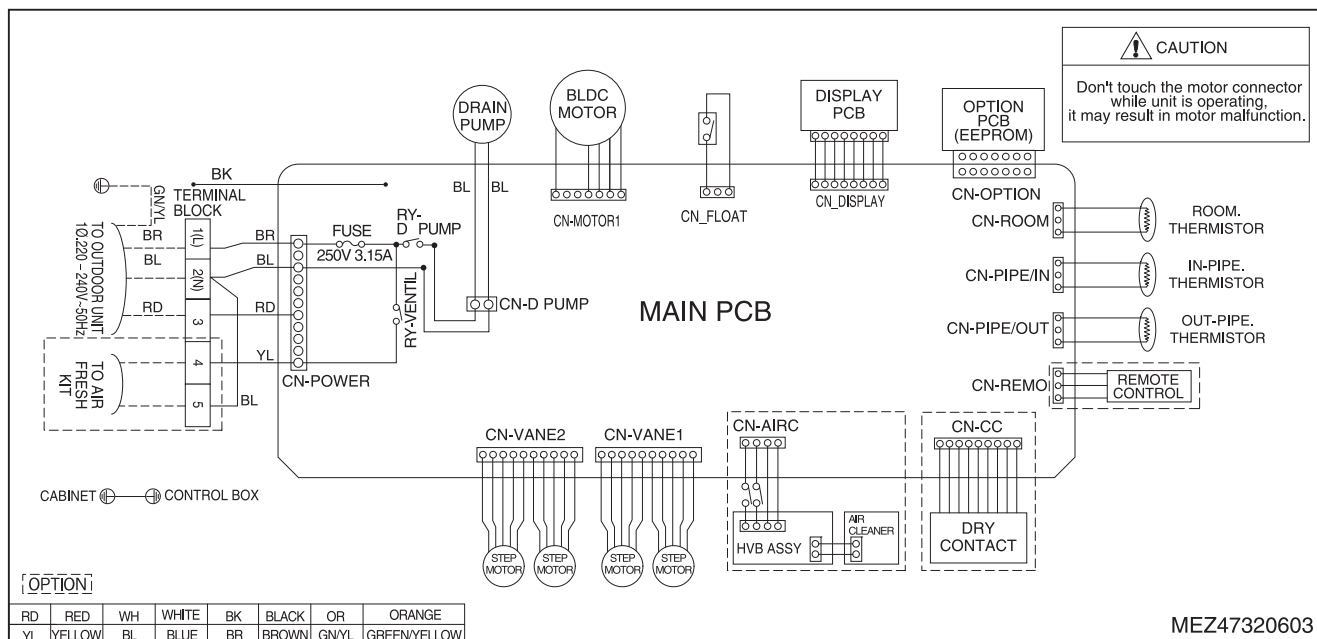 CAUTION
Don't touch the motor connector
while unit is operating,
it may result in motor malfunction.
DRAIN
PUMP
BLDC
MOTOR
DISPLAY
PCB
OPTION
PCB
(EEPROM)
BL
BL
CN-MOTOR1
CN_FLOAT
CN_DISPLAY
CN-OPTION
GN/YL
BK
TERMINAL
BLOCK
TO OUTDOOR UNIT
1Ø.220 - 240V~50Hz
BR
1(L)
BR
BL
2(N)
BL
RD
3
RD
TO AIR
FRESH
KIT
4
YL
5
BL
CN-POWER
FUSE
250V 3.15A
RY-
D PUMP
RY-VENTIL
CN-D PUMP
MAIN PCB
CN-ROOM
ROOM.
THERMISTOR
CN-PIPE/IN
IN-PIPE.
THERMISTOR
CN-PIPE/OUT
OUT-PIPE.
THERMISTOR
CN-REMO
REMOTE
CONTROL
CN-VANE2
CN-VANE1
CN-AIRC
CN-CC
STEP
MOTOR
STEP
MOTOR
STEP
MOTOR
STEP
MOTOR
HVB ASSY
AIR
CLEANER
DRY
CONTACT
CABINET
CONTROL BOX
OPTION
RD RED WH WHITE BK BLACK OR ORANGE
YL YELLOW BL BLUE BR BROWN GN/YL GREEN/YELLOW
MEZ47320603